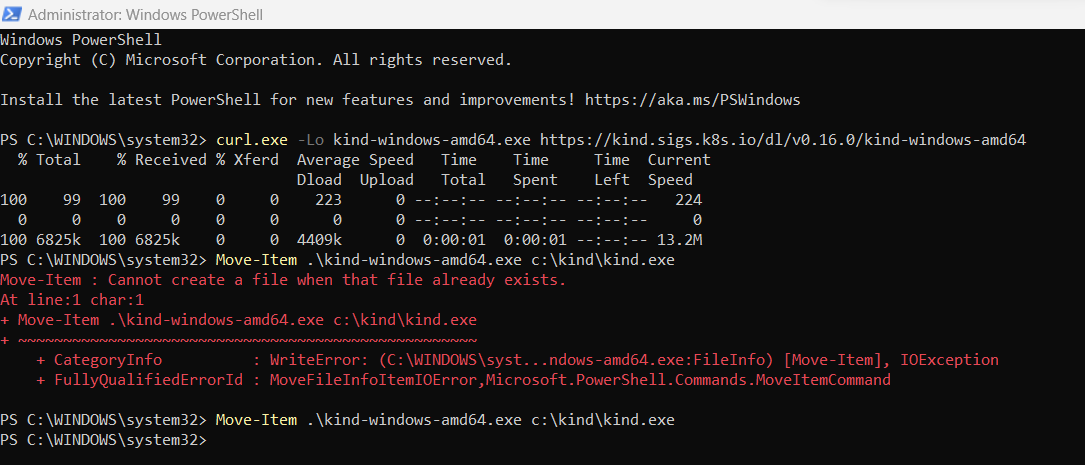 Administrator: Windows PowerShell
Windows PowerShell
Copyright (C) Microsoft Corporation. All rights reserved.
Install the latest PowerShell for new features and improvements! https://aka.ms/PSWindows
PS C:\WINDOWS\system32> curl.exe -Lo kind-windows-amd64.exe https://kind.sigs.k8s.io/dl/v0.16.0/kind-windows-amd64
  % Total    % Received % Xferd  Average Speed   Time    Time     Time  Current
                                 Dload  Upload   Total   Spent    Left  Speed
100    99  100    99    0     0    223      0 --:--:-- --:--:-- --:--:--   224
  0     0    0     0    0     0      0      0 --:--:-- --:--:-- --:--:--     0
100 6825k  100 6825k    0     0  4409k      0  0:00:01  0:00:01 --:--:-- 13.2M
PS C:\WINDOWS\system32> Move-Item .\kind-windows-amd64.exe c:\kind\kind.exe
Move-Item : Cannot create a file when that file already exists.
At line:1 char:1
+ Move-Item .\kind-windows-amd64.exe c:\kind\kind.exe
+ ~~~~~~~~~~~~~~~~~~~~~~~~~~~~~~~~~~~~~~~~~~~~~~~~~~~
    + CategoryInfo          : WriteError: (C:\WINDOWS\syst...ndows-amd64.exe:FileInfo) [Move-Item], IOException
    + FullyQualifiedErrorId : MoveFileInfoItemIOError,Microsoft.PowerShell.Commands.MoveItemCommand
PS C:\WINDOWS\system32> Move-Item .\kind-windows-amd64.exe c:\kind\kind.exe
PS C:\WINDOWS\system32>